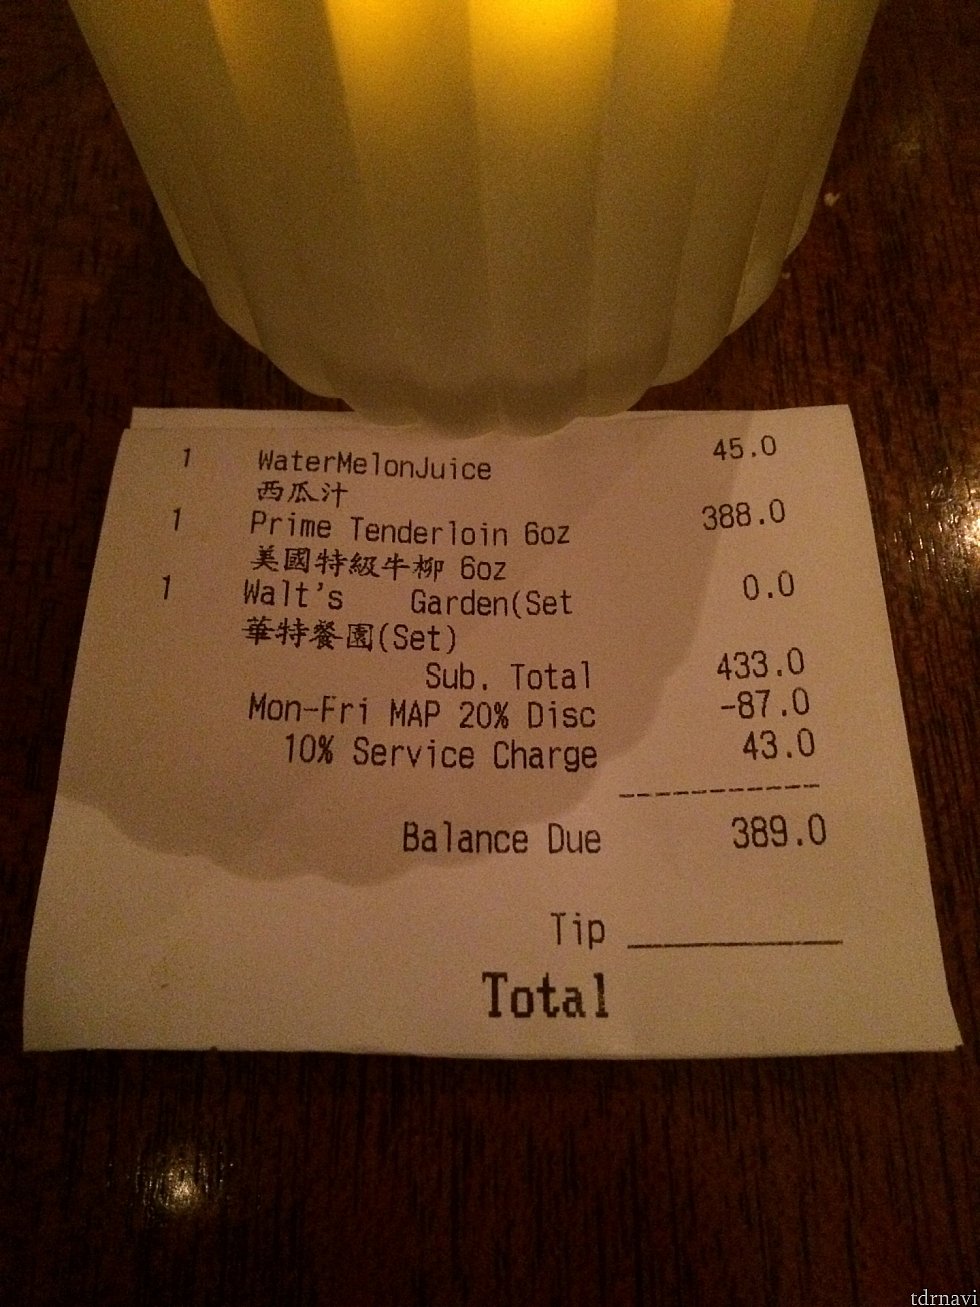 1 WaterMelonJuice 45.0
西瓜汁
1 Prime Tenderloin 6oz 388.0
美國特級牛柳 6oz
1 Walt's Garden(Set 0.0
華特餐園(Set)
Sub. Total 433.0
Mon-Fri MAP 20% Disc -87.0
10% Service Charge 43.0
Balance Due 389.0
Tip
Total
tdrnavi